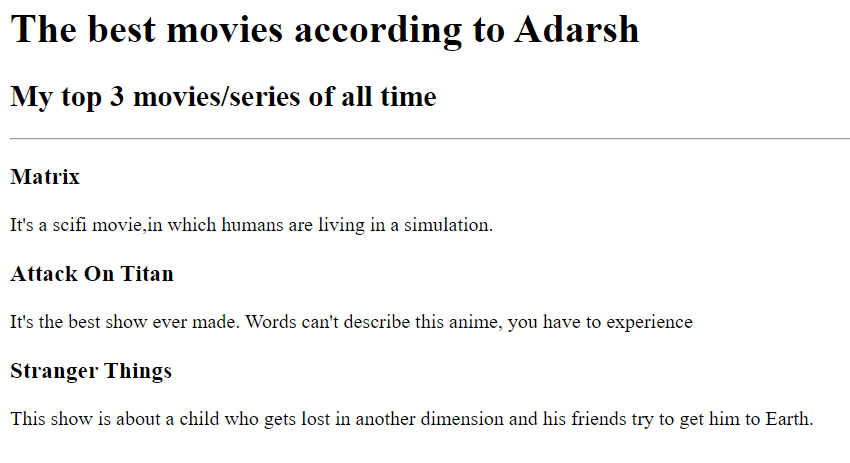 The best movies according to Adarsh
My top 3 movies/series of all time
Matrix
It's a scifi movie,in which humans are living in a simulation.
Attack On Titan
It's the best show ever made. Words can't describe this anime, you have to experience
Stranger Things
This show is about a child who gets lost in another dimension and his friends try to get him to Earth.